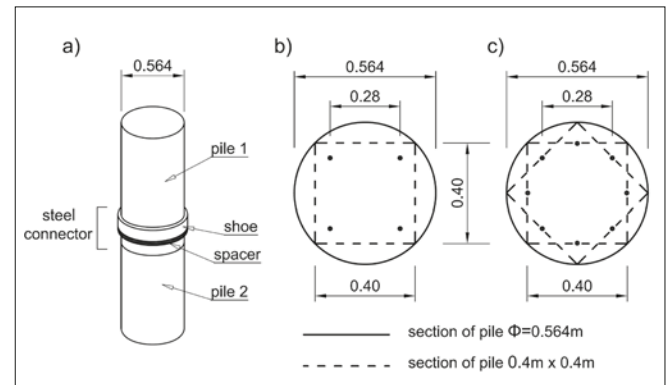 a)
0.564
pile 1
steel
connector
shoe
spacer
pile 2
b)
0.564
0.28
0.40
0.40
c)
0.564
0.28
0.40
section of pile Φ=0.564m
section of pile 0.4m x 0.4m